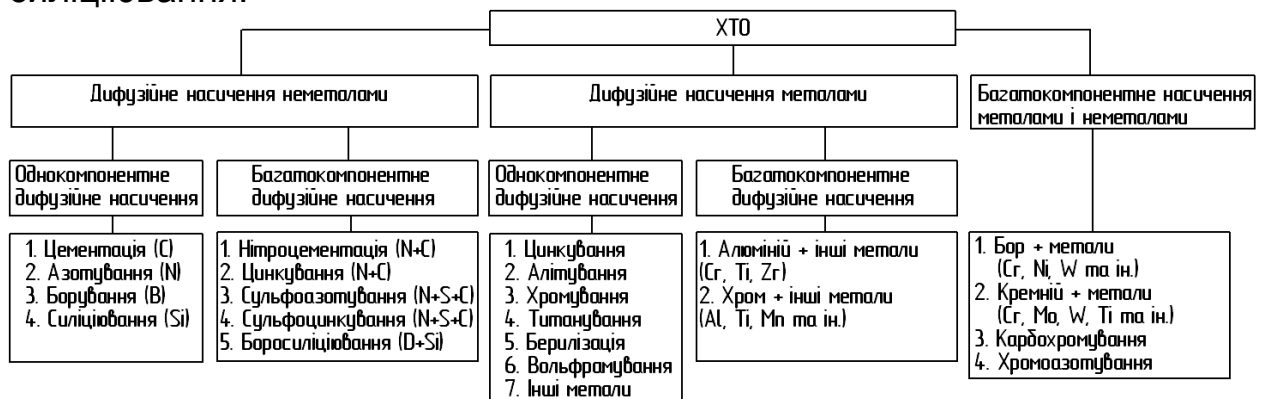 силіціювання.
ХТО
Дифузійне насичення неметалами
Дифузійне насичення металами
Багатокомпонентне насичення
металами і неметалами
Однокомпонентне
дифузійне насичення
Багатокомпонентне
дифузійне насичення
Однокомпонентне
дифузійне насичення
Багатокомпонентне
дифузійне насичення
1. Цементація (С)
2. Азотування (N)
3. Борування (В)
4. Силіціювання (Si)
1. Нітроцементація (N+C)
2. Цинкування (N+C)
3. Сульфоазотування (N+S+C)
4. Сульфоцинкування (N+S+C)
5. Боросиліціювання (D+Si)
1. Цинкування
2. Алітування
3. Хромування
4. Титанування
5. Берилізація
6. Вольфрамування
7. Інші метали
1. Алюміній + інші метали
(Cr, Ti, Zr)
2. Хром + інші метали
(Al, Ti, Mn та ін.)
1. Бор + метали
(Cr, Ni, W та ін.)
2. Кремній + метали
(Cr, Mo, W, Ti та ін.)
3. Карбохромування
4. Хромоазотування